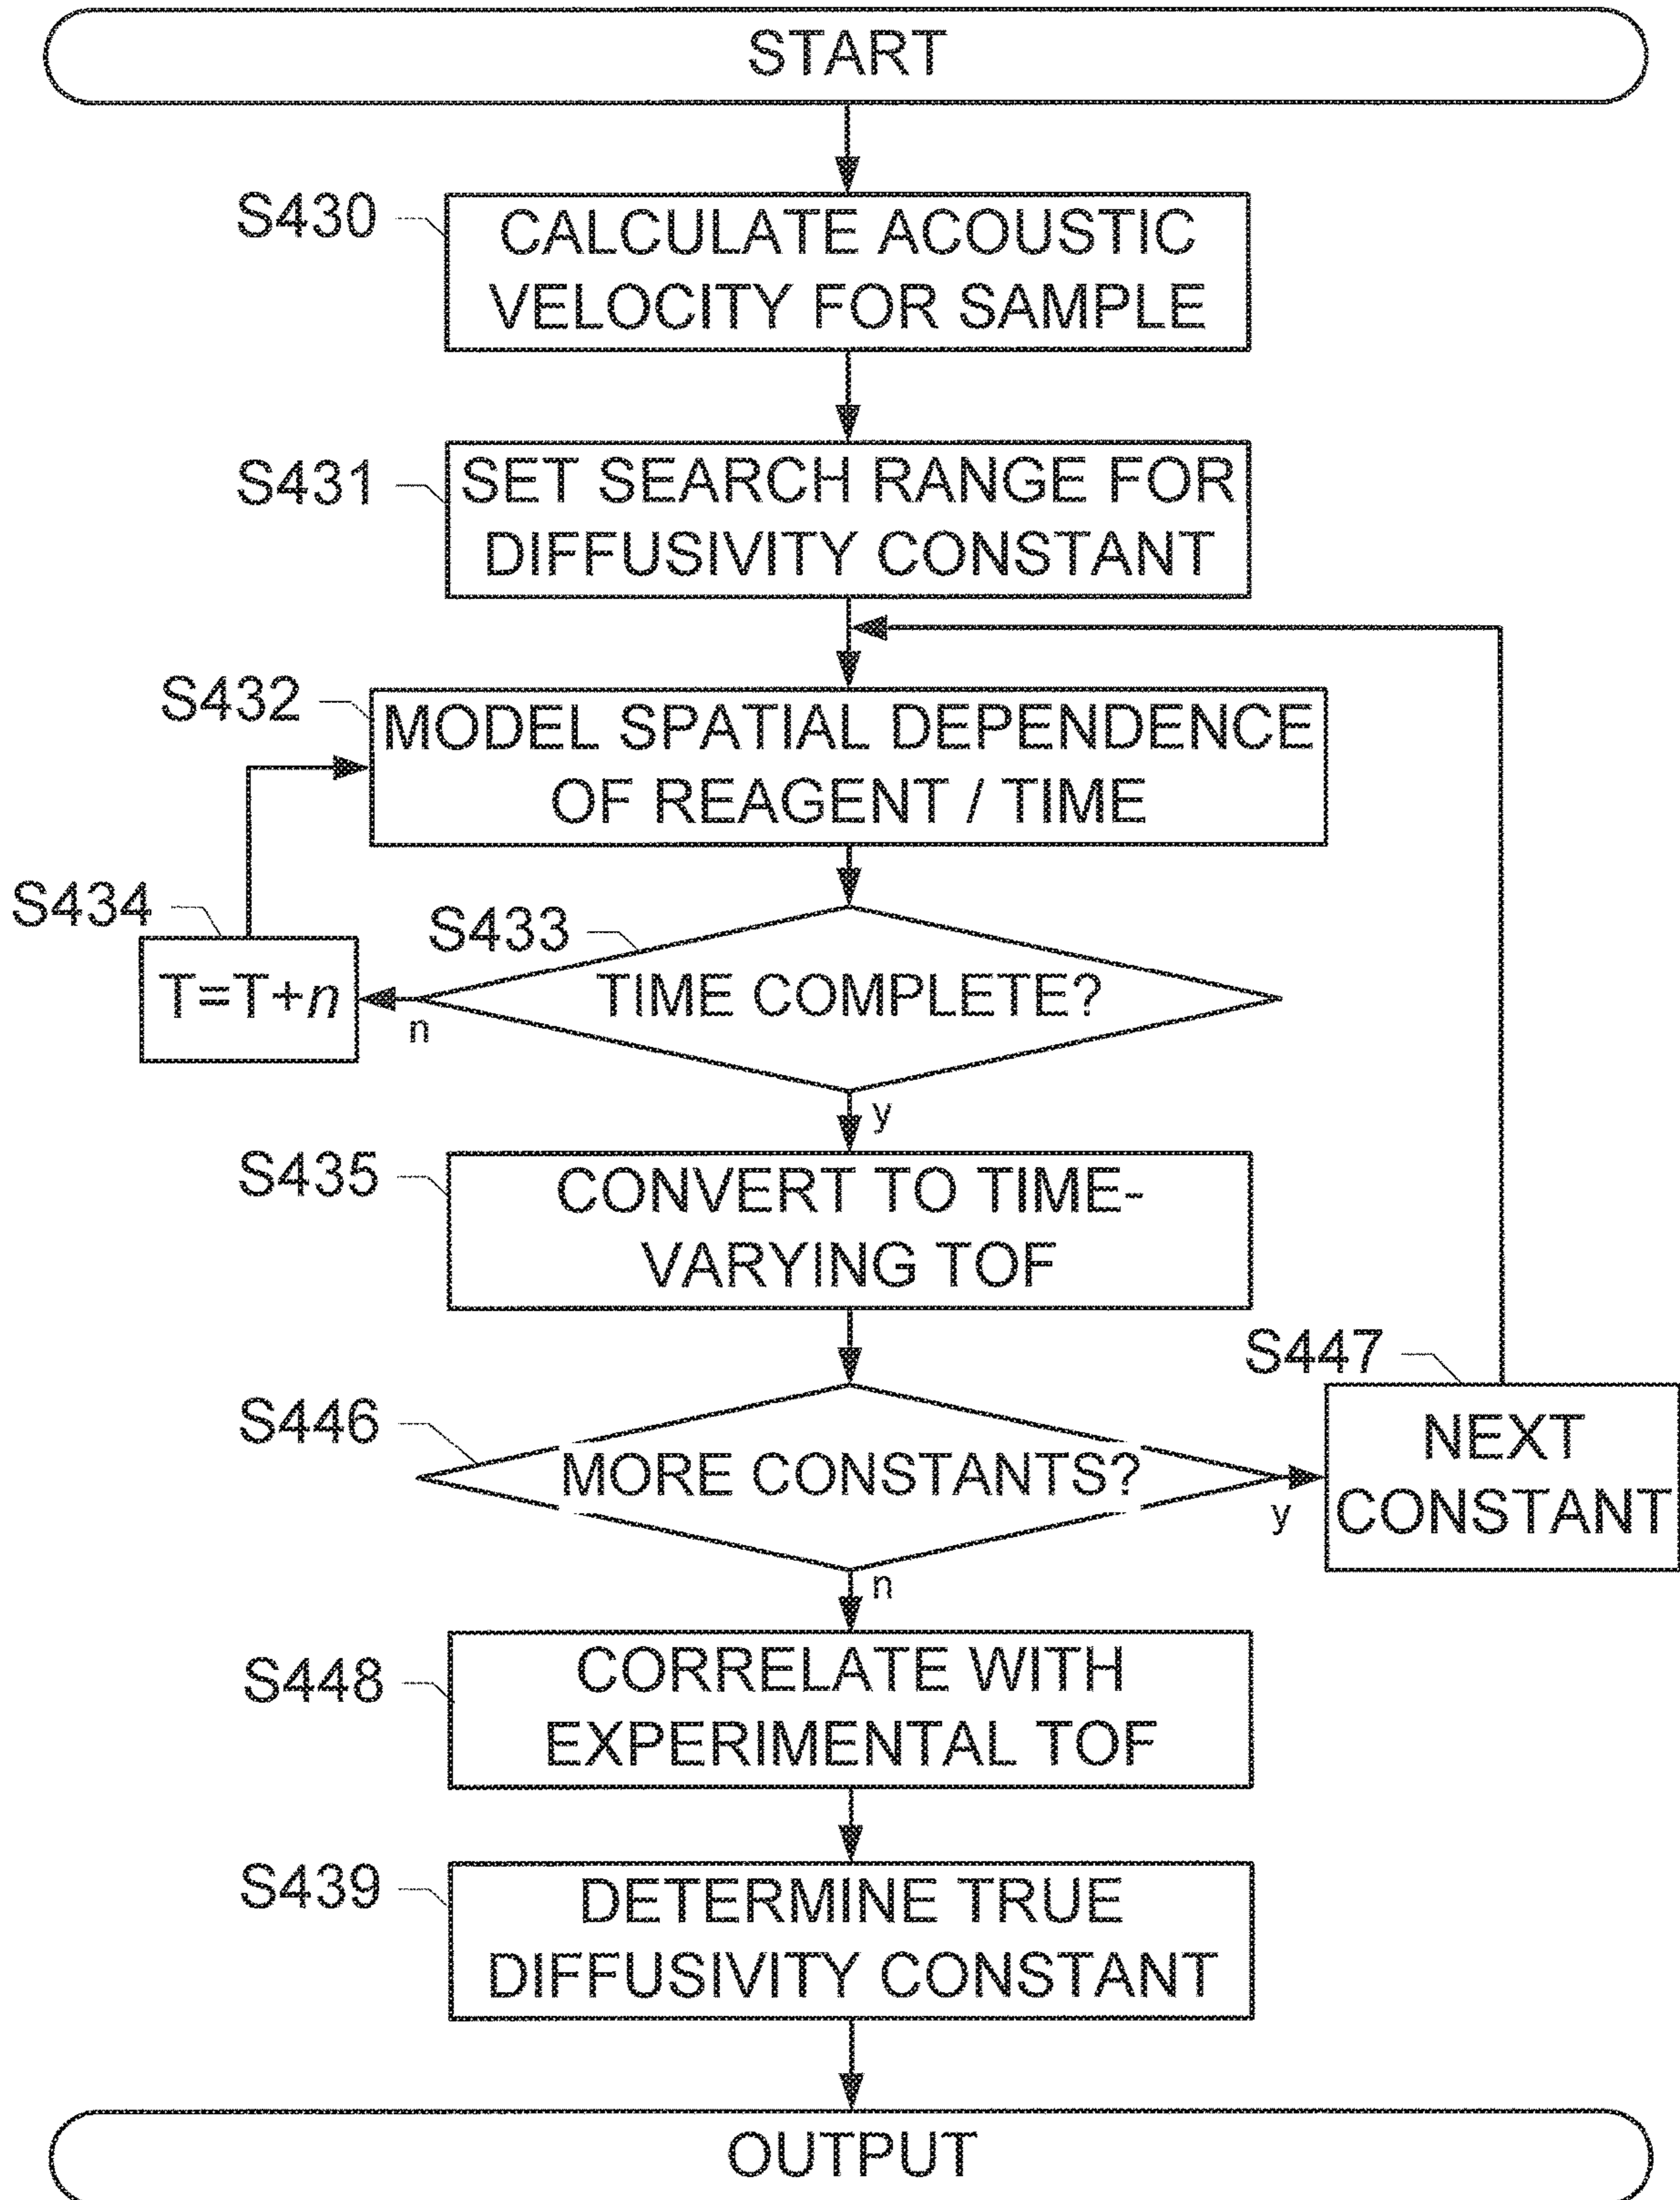 START
S430
CALCULATE ACOUSTIC
VELOCITY FOR SAMPLE
S431
SET SEARCH RANGE FOR
DIFFUSIVITY CONSTANT
S432
MODEL SPATIAL DEPENDENCE
OF REAGENT / TIME
S434
T=T+n
S433
TIME COMPLETE?
n
y
S435
CONVERT TO TIME-
VARYING TOF
S446
MORE CONSTANTS?
y
n
S447
NEXT
CONSTANT
S448
CORRELATE WITH
EXPERIMENTAL TOF
S439
DETERMINE TRUE
DIFFUSIVITY CONSTANT
OUTPUT